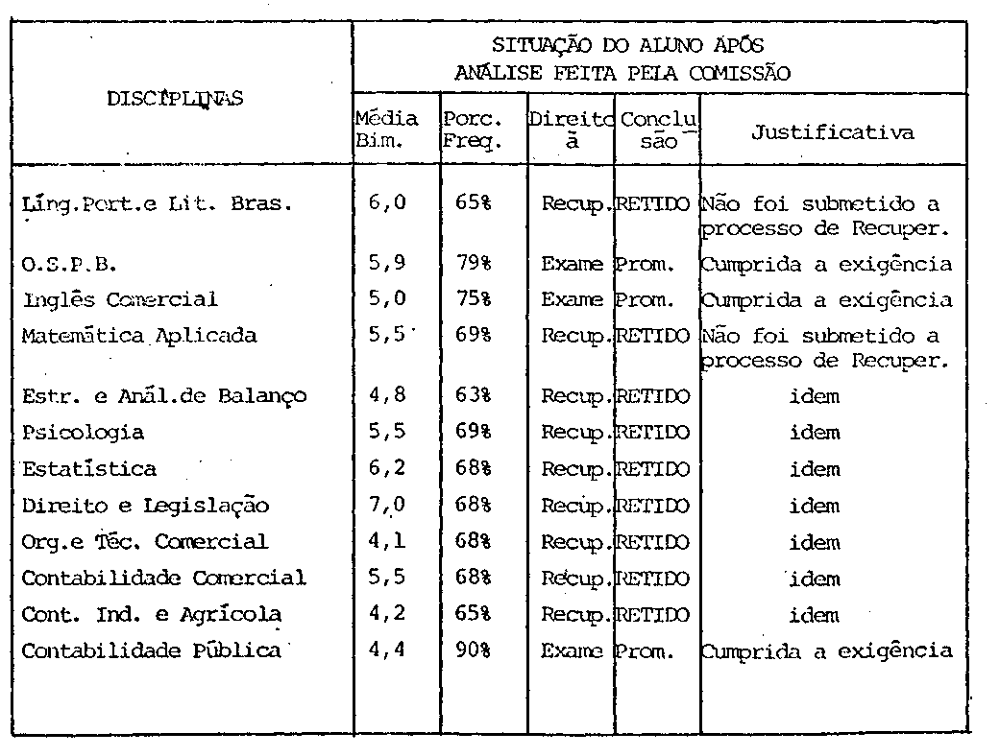 SITUAÇÃO DO ALUNO APÓS
ANÁLISE FEITA PELA COMISSÃO
DISCIPLINAS
Média Bim. Porc. Freq. Direito à Conclusão Justificativa
Líng.Port.e Lit. Bras. 6,0 65% Recup. RETIDO Não foi submetido a
processo de Recuper.
O.S.P.B. 5,9 79% Exame Prom. Cumprida a exigência
Inglês Comercial 5,0 75% Exame Prom. Cumprida a exigência
Matemática Aplicada 5,5 69% Recup. RETIDO Não foi submetido a
processo de Recuper.
Estr. e Anál.de Balanço 4,8 63% Recup. RETIDO idem
Psicologia 5,5 69% Recup. RETIDO idem
Estatística 6,2 68% Recup. RETIDO idem
Direito e Legislação 7,0 68% Recup. RETIDO idem
Org.e Téc. Comercial 4,1 68% Recup. RETIDO idem
Contabilidade Comercial 5,5 68% Recup. RETIDO idem
Cont. Ind. e Agrícola 4,2 65% Recup. RETIDO idem
Contabilidade Pública 4,4 90% Exame Prom. Cumprida a exigência